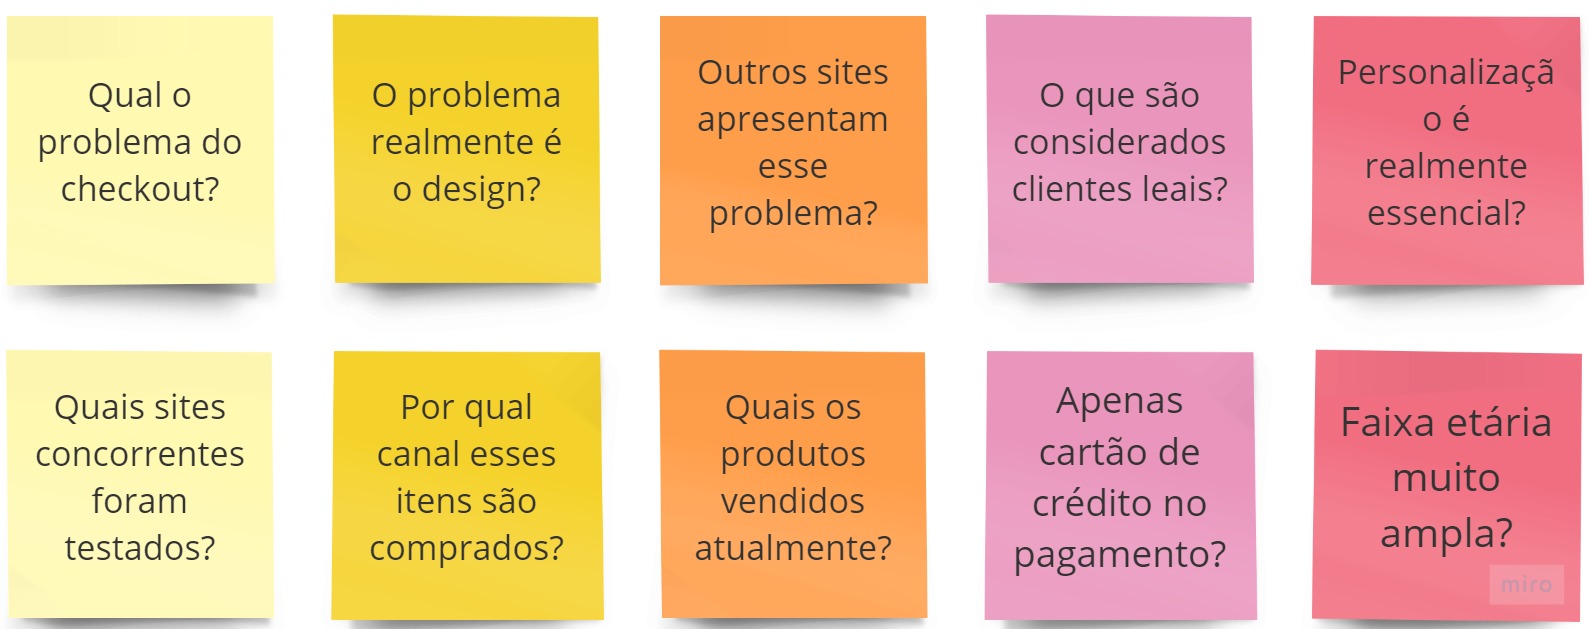 Qual o
problema do
checkout?
O problema
realmente é
o design?
Outros sites
apresentam
esse
problema?
O que são
considerados
clientes leais?
Personalizaçã
o é
realmente
essencial?
Quais sites
concorrentes
foram
testados?
Por qual
canal esses
itens são
comprados?
Quais os
produtos
vendidos
atualmente?
Apenas
cartão de
crédito no
pagamento?
Faixa etária
muito
ampla?
miro